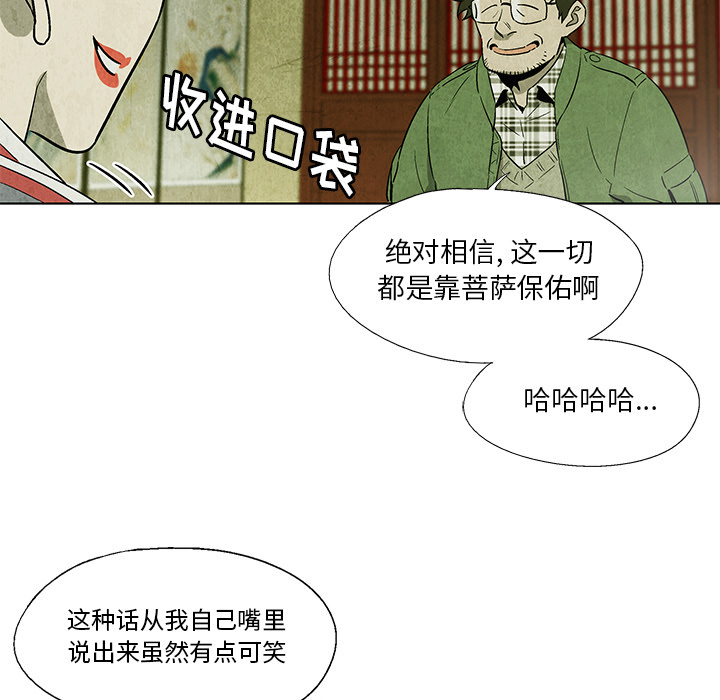 收进口袋
绝对相信, 这一切
都是靠菩萨保佑啊
哈哈哈哈...
这种话从我自己嘴里
说出来虽然有点可笑